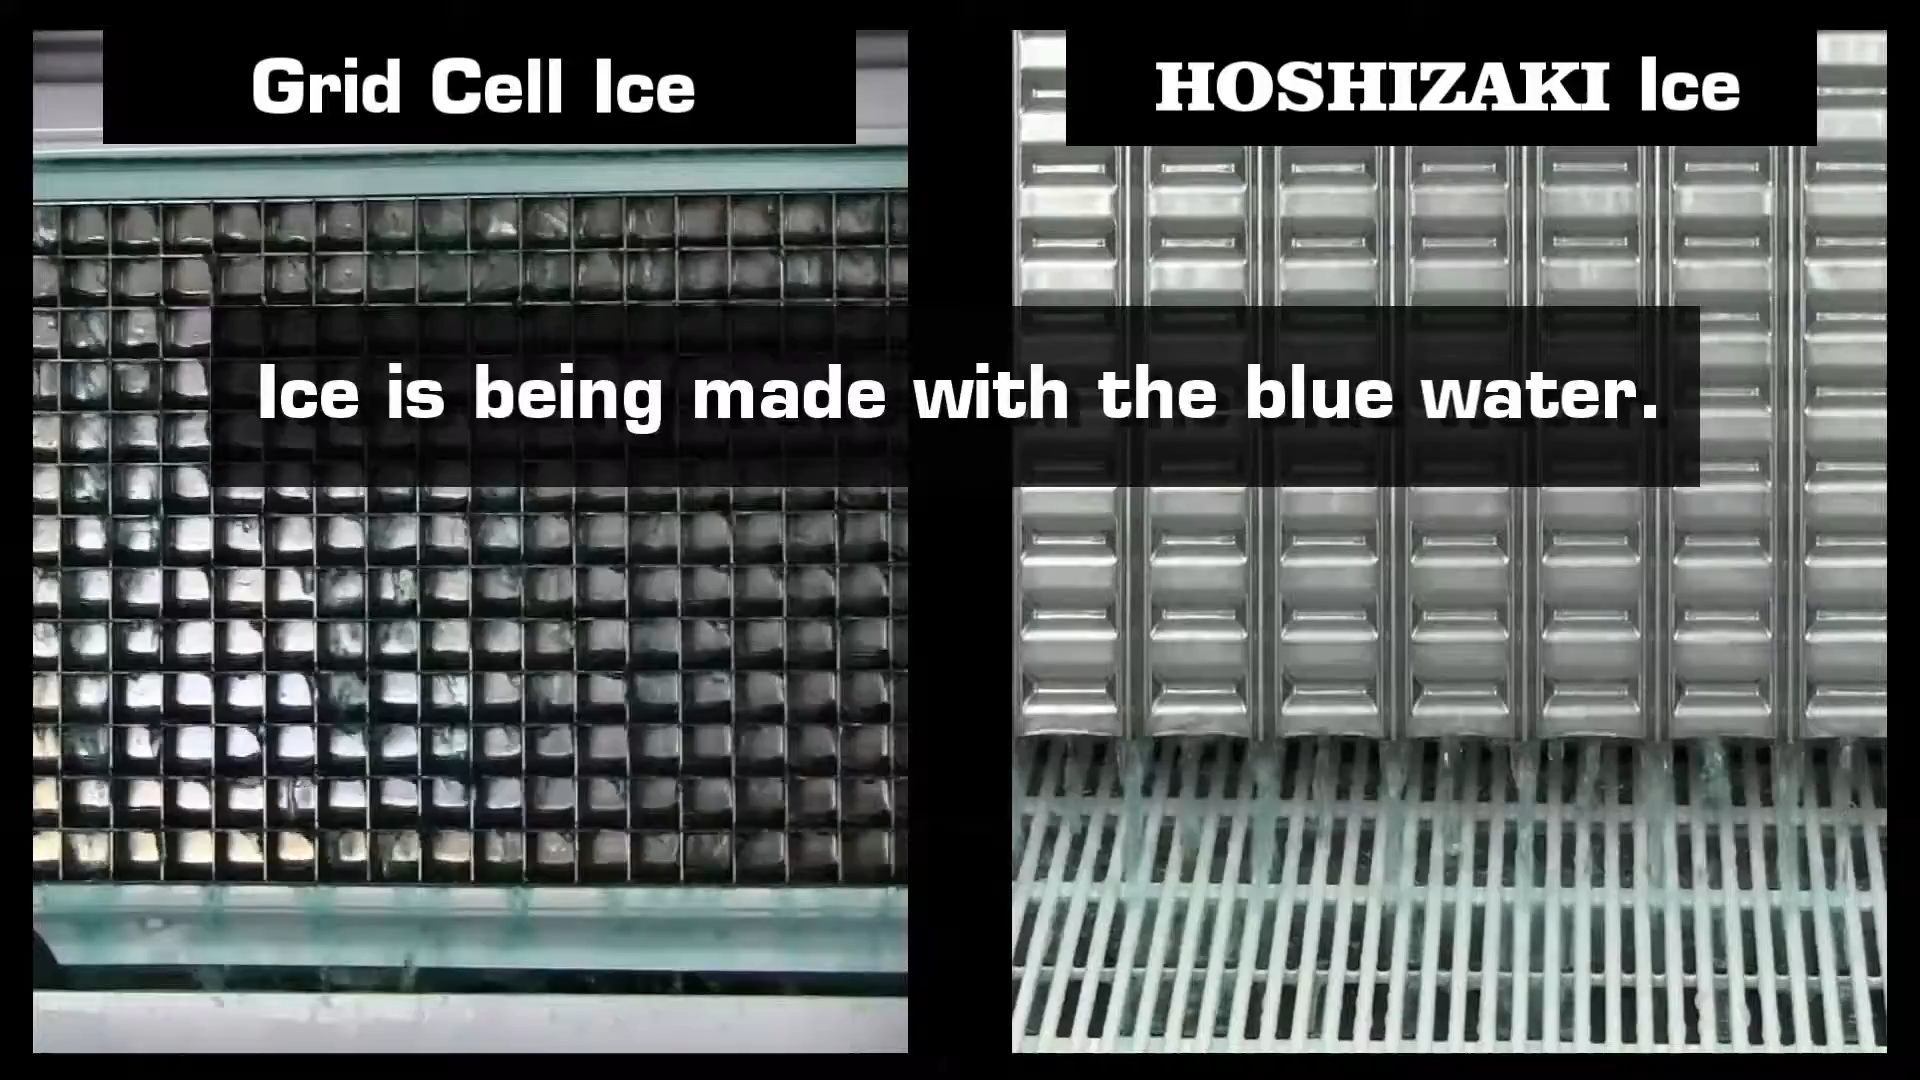 Grid Cell Ice
HOSHIZAKI Ice
Ice is being made with the blue water.